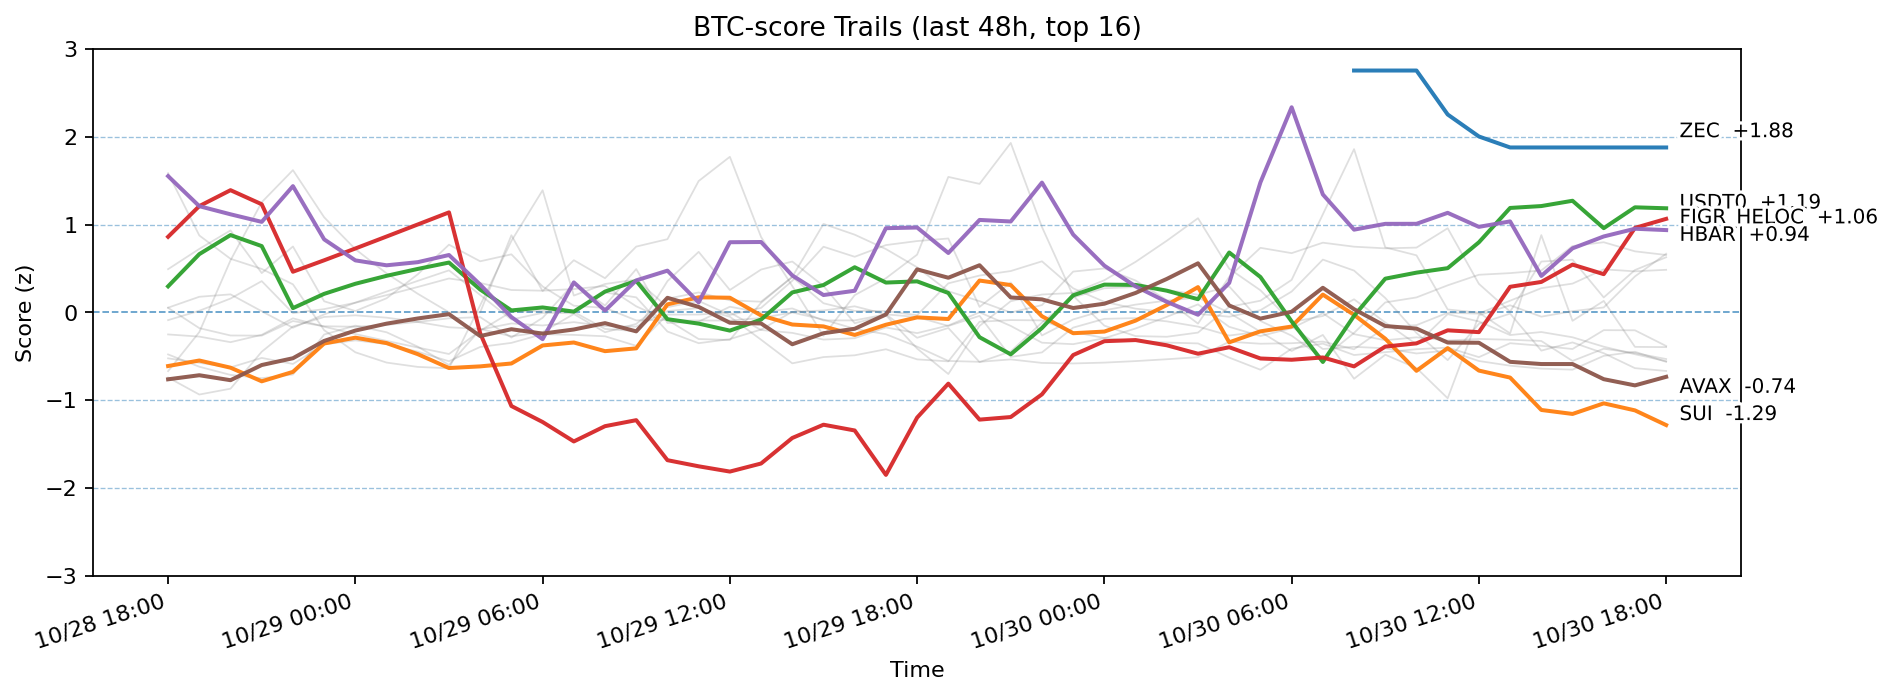 BTC-score Trails (last 48h, top 16)
Score (z)
3
2
1
0
−1
−2
−3
ZEC +1.88
USDT0 +1.19
FIGR_HELOC +1.06
HBAR +0.94
AVAX -0.74
SUI -1.29
10/28 18:00
10/29 00:00
10/29 06:00
10/29 12:00
10/29 18:00
10/30 00:00
10/30 06:00
10/30 12:00
10/30 18:00
Time